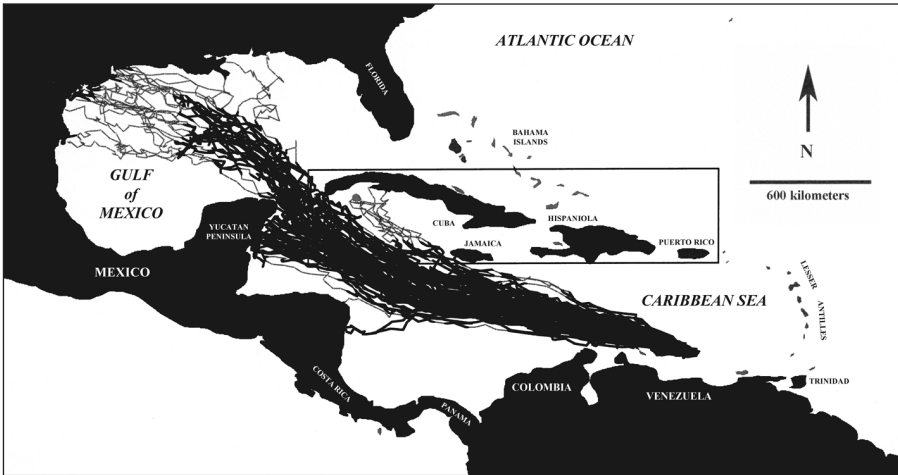 ATLANTIC OCEAN
FLORIDA
BAHAMA
ISLANDS
N
600 kilometers
GULF
of
MEXICO
YUCATAN
PENINSULA
CUBA
HISPANIOLA
JAMAICA
PUERTO RICO
MEXICO
CARIBBEAN SEA
LESSER
ANTILLES
COSTA RICA
PANAMA
COLOMBIA
VENEZUELA
TRINIDAD